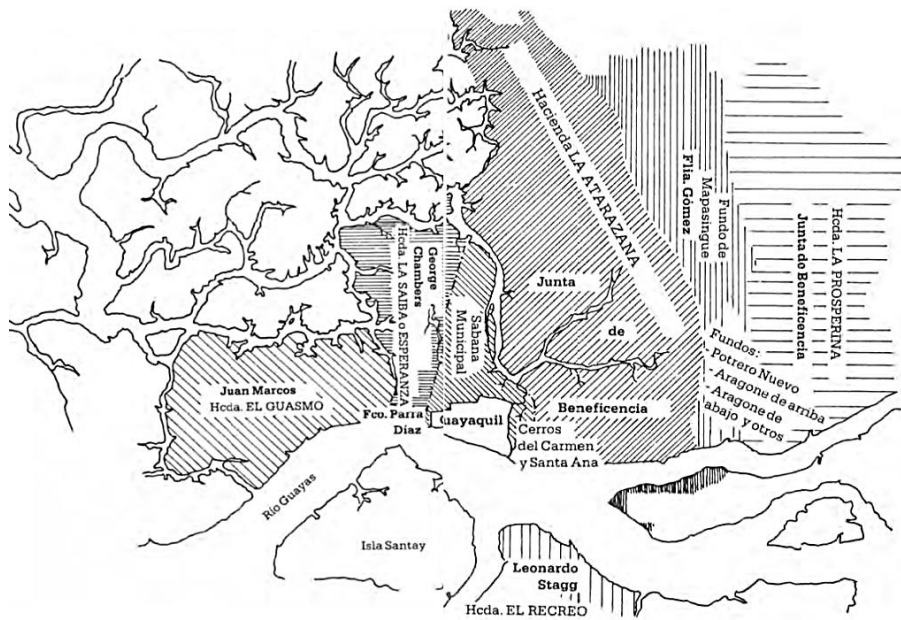 Hacienda LA ATARAZANA
Flia. Gómez
Mapasingue
Fundo de
Junta de Beneficencia
Hcda. LA PROSPERINA
Hcda. LA SAIBA o ESPERANZA
George
Chambers
Sabana
Municipal
Junta
de
Beneficencia
Fundos:
- Potrero Nuevo
- Aragone de arriba
- Aragone de
abajo y otros
Juan Marcos
Hcda. EL GUASMO
Fco. Parra
Díaz
uayaquil
Cerros
del Carmen
y Santa Ana
Río Guayas
Isla Santay
Leonardo
Stagg
Hcda. EL RECREO